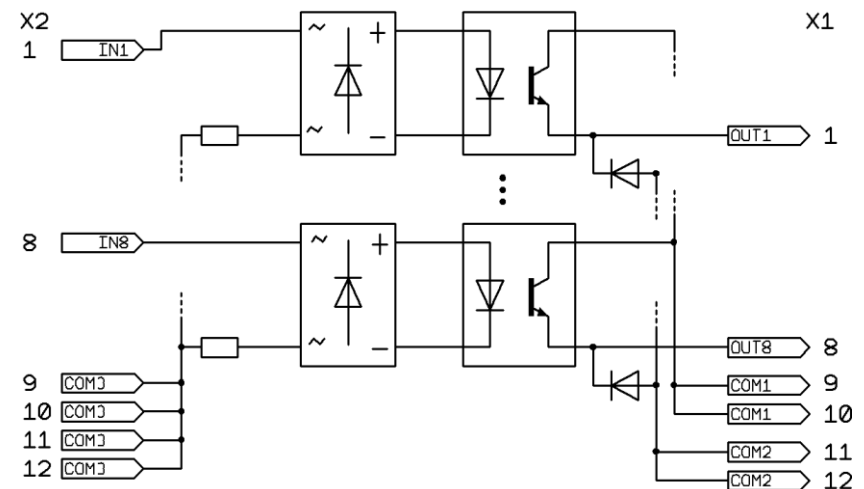 X2 X1
1 IN1 ~ +
~ − OUT1 1
8 IN8 ~ +
~ − OUT8 8
9 COM3 COM1 9
10 COM3 COM1 10
11 COM3 COM2 11
12 COM3 COM2 12